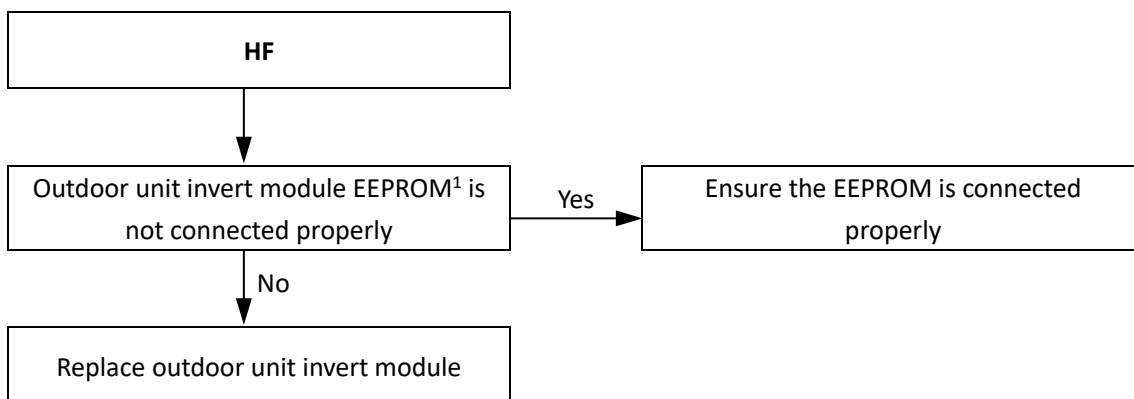 HF
Outdoor unit invert module EEPROM¹ is
not connected properly
Yes
Ensure the EEPROM is connected
properly
No
Replace outdoor unit invert module